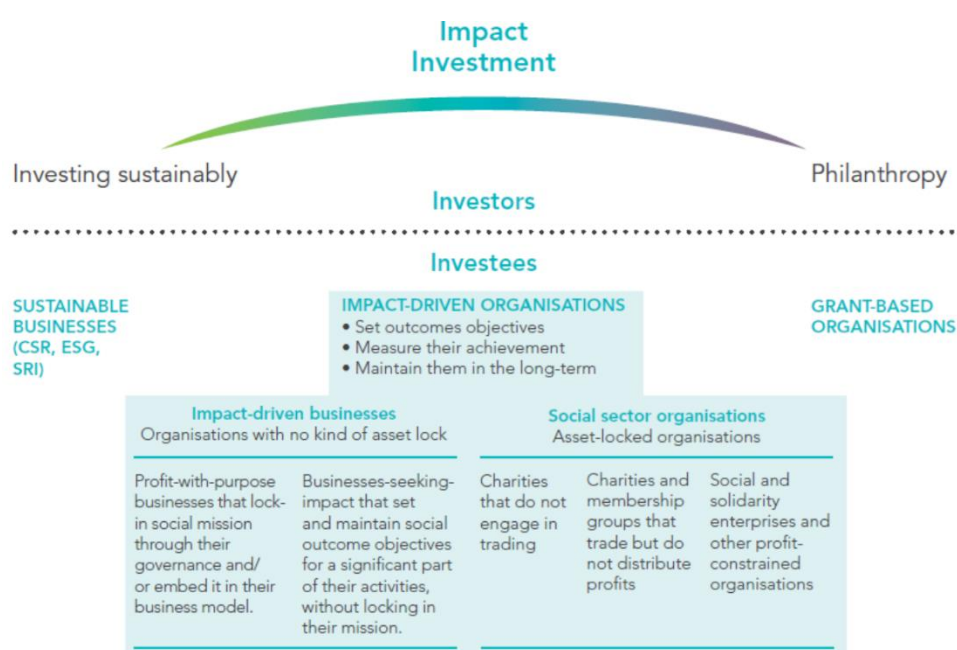 Impact
Investment
Investing sustainably
Philanthropy
Investors
Investees
SUSTAINABLE
BUSINESSES
(CSR, ESG,
SRI)
IMPACT-DRIVEN ORGANISATIONS
• Set outcomes objectives
• Measure their achievement
• Maintain them in the long-term
GRANT-BASED
ORGANISATIONS
Impact-driven businesses
Organisations with no kind of asset lock
Social sector organisations
Asset-locked organisations
Profit-with-purpose
businesses that lock-
in social mission
through their
governance and/
or embed it in their
business model.
Businesses-seeking-
impact that set
and maintain social
outcome objectives
for a significant part
of their activities,
without locking in
their mission.
Charities
that do not
engage in
trading
Charities and
membership
groups that
trade but do
not distribute
profits
Social and
solidarity
enterprises and
other profit-
constrained
organisations